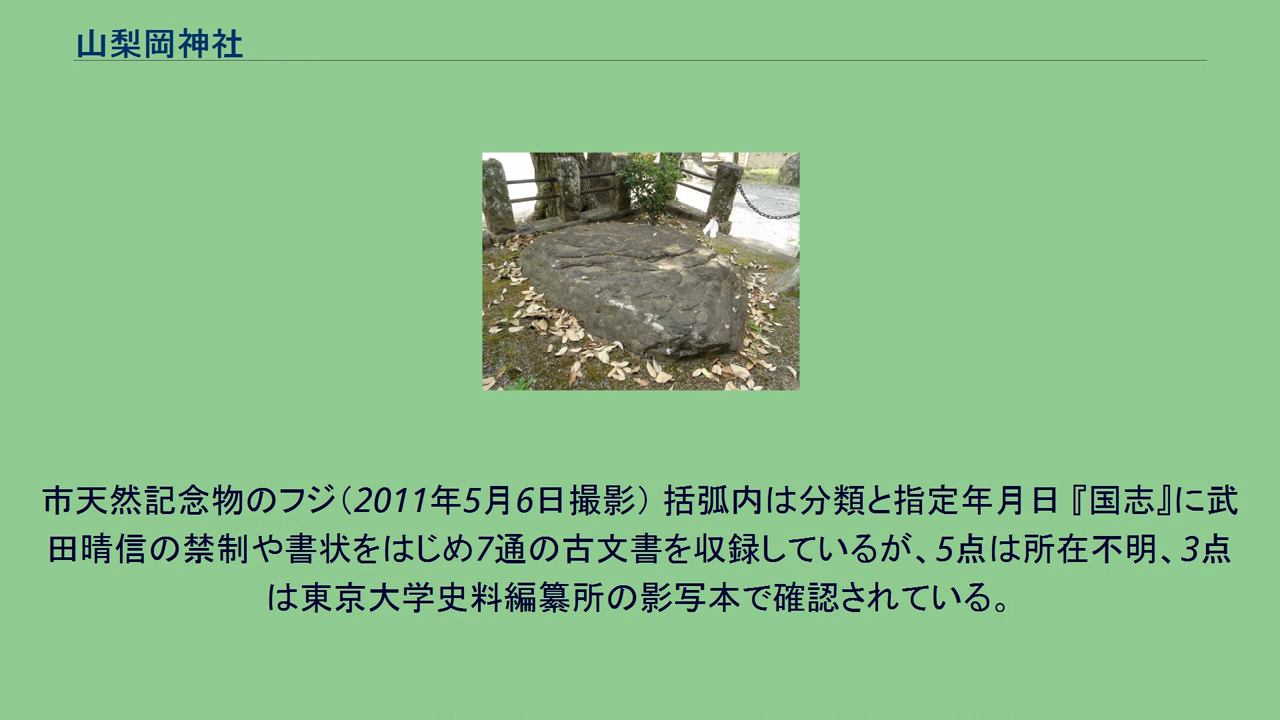 山梨岡神社
市天然記念物のフジ（2011年5月6日撮影） 括弧内は分類と指定年月日 『国志』に武
田晴信の禁制や書状をはじめ7通の古文書を収録しているが、5点は所在不明、3点
は東京大学史料編纂所の影写本で確認されている。